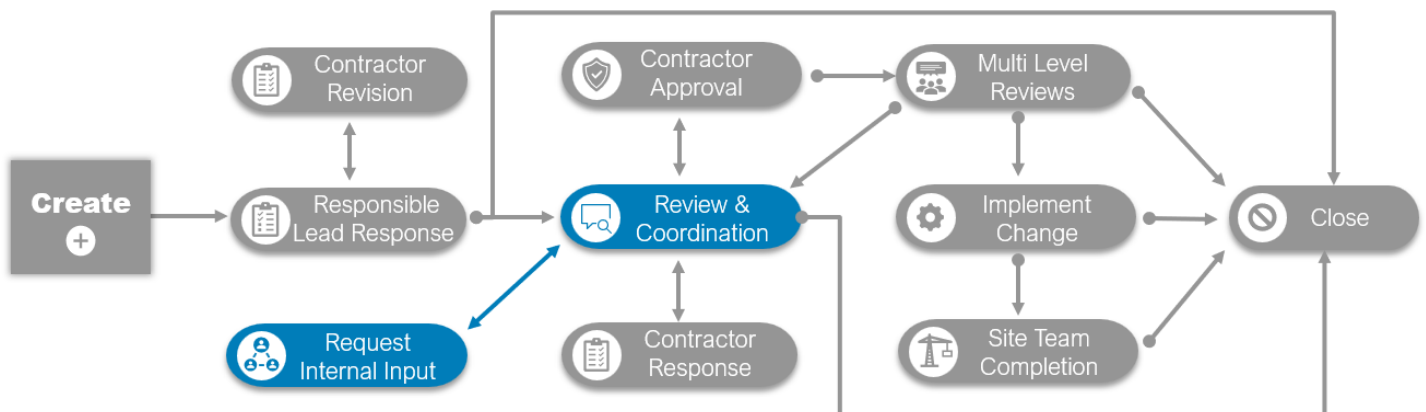 Contractor
Revision
Contractor
Approval
Multi Level
Reviews
Create
Responsible
Lead Response
Review &
Coordination
Implement
Change
Close
Request
Internal Input
Contractor
Response
Site Team
Completion